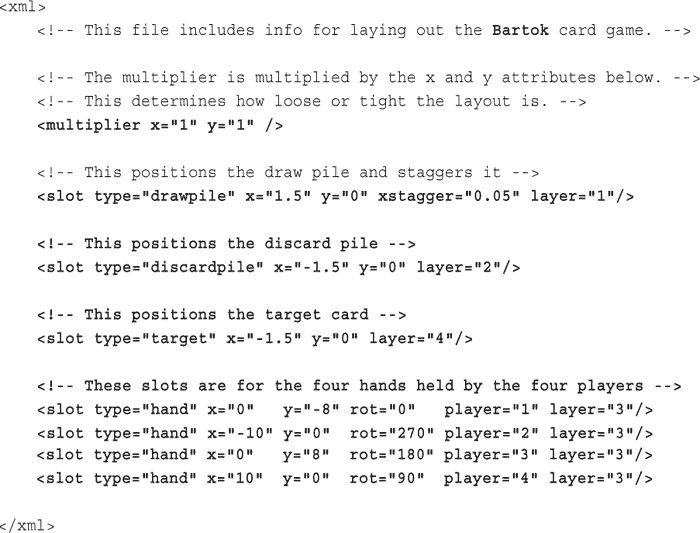 <xml>
    <!-- This file includes info for laying out the Bartok card game. -->

    <!-- The multiplier is multiplied by the x and y attributes below. -->
    <!-- This determines how loose or tight the layout is. -->
    <multiplier x="1" y="1" />

    <!-- This positions the draw pile and staggers it -->
    <slot type="drawpile" x="1.5" y="0" xstagger="0.05" layer="1"/>

    <!-- This positions the discard pile -->
    <slot type="discardpile" x="-1.5" y="0" layer="2"/>

    <!-- This positions the target card -->
    <slot type="target" x="-1.5" y="0" layer="4"/>

    <!-- These slots are for the four hands held by the four players -->
    <slot type="hand" x="0"   y="-8" rot="0"   player="1" layer="3"/>
    <slot type="hand" x="-10" y="0"  rot="270" player="2" layer="3"/>
    <slot type="hand" x="0"   y="8"  rot="180" player="3" layer="3"/>
    <slot type="hand" x="10"  y="0"  rot="90"  player="4" layer="3"/>

</xml>